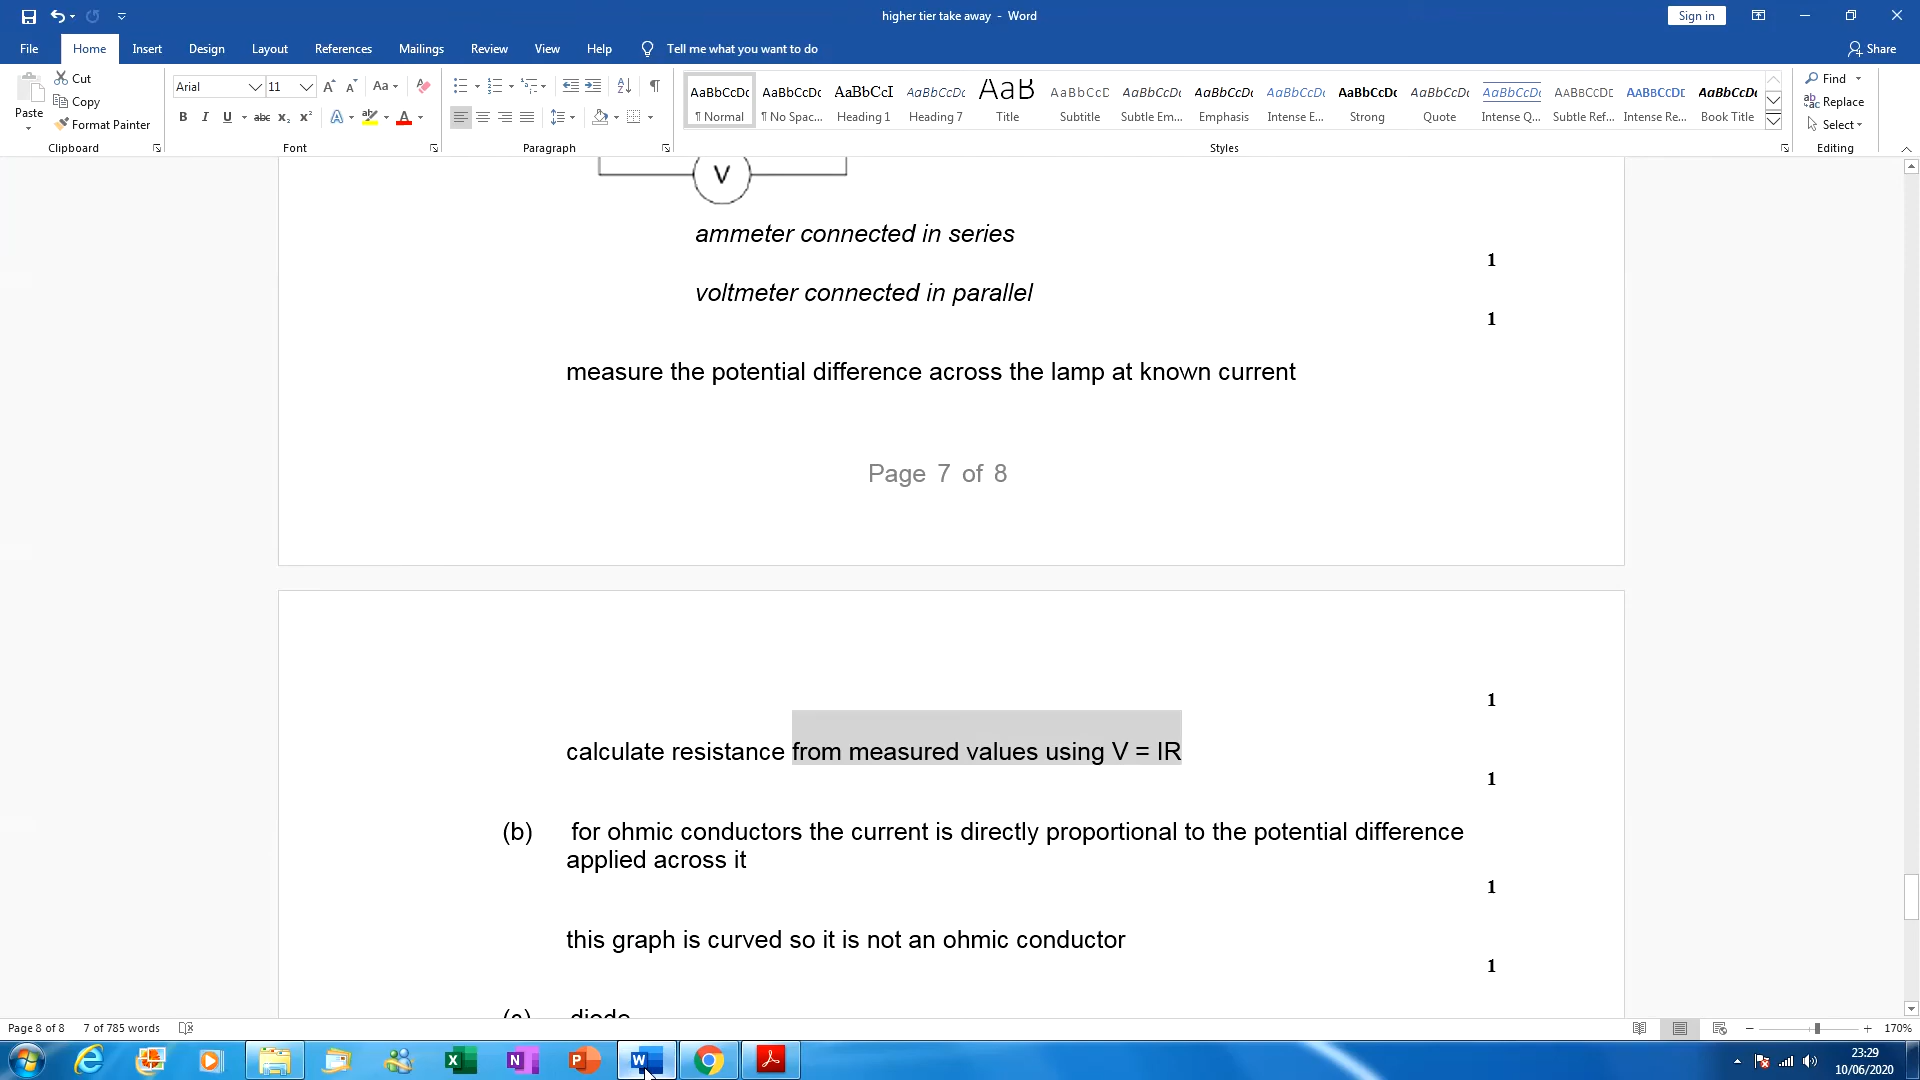 higher tier take away - Word
Sign in
File Home Insert Design Layout References Mailings Review View Help Tell me what you want to do Share
Paste Cut
Copy
Format Painter
Clipboard
Arial 11
Font
Paragraph
AaBbCcDc AaBbCcDc AaBbCcI AaBbCcDc AaB AaBbCcD AaBbCcDc AaBbCcDc AaBbCcDc AaBbCcDc AaBbCcDc AaBbCcDc AaBbCcDc AaBbCcDc AaBbCcDc
¶ Normal ¶ No Spac... Heading 1 Heading 7 Title Subtitle Subtle Em... Emphasis Intense E... Strong Quote Intense Q... Subtle Ref... Intense Re... Book Title
Styles
Find
Replace
Select
Editing
V
ammeter connected in series
1
voltmeter connected in parallel
1
measure the potential difference across the lamp at known current
Page 7 of 8
1
calculate resistance from measured values using V = IR
1
(b) for ohmic conductors the current is directly proportional to the potential difference
applied across it
1
this graph is curved so it is not an ohmic conductor
1
(c) diode
Page 8 of 8 7 of 785 words
170%
23:29
10/06/2020